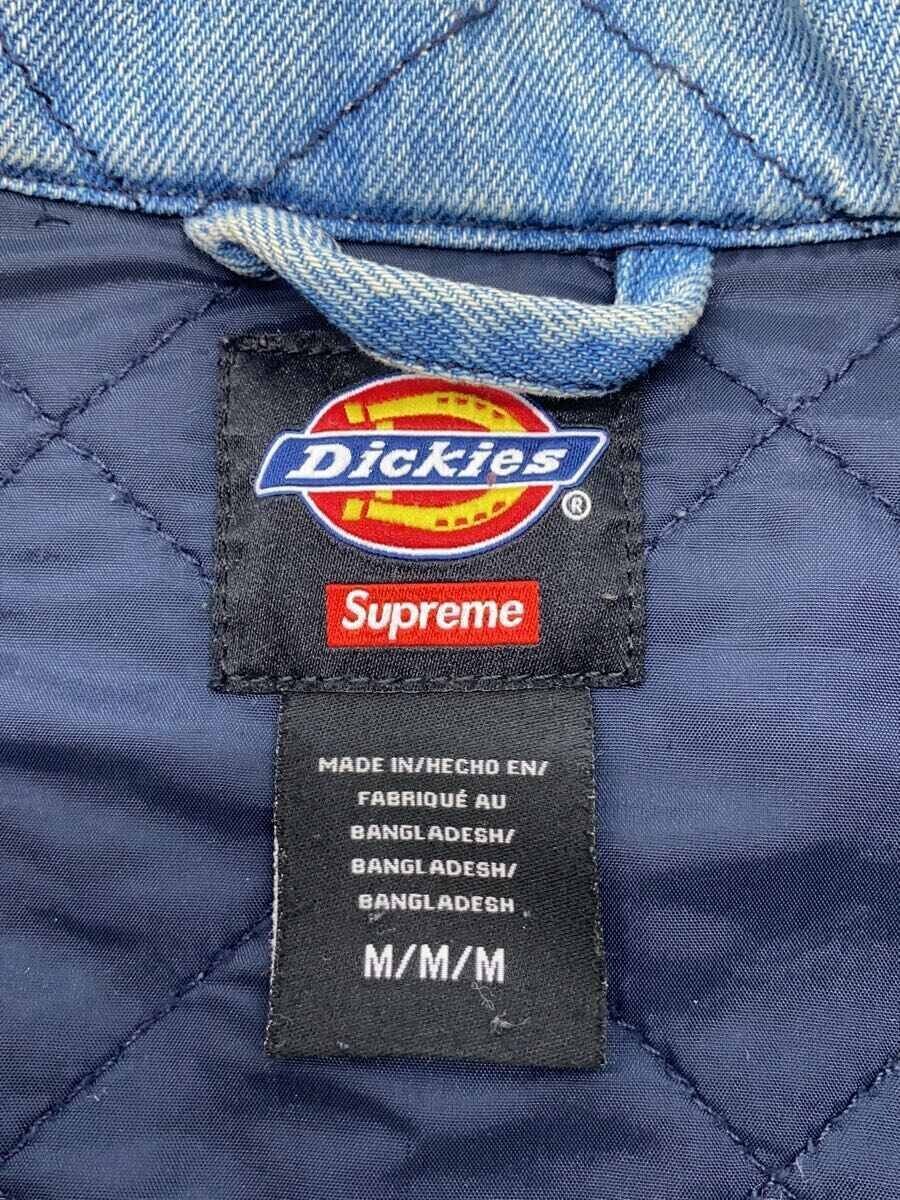 Dickies
®
Supreme
MADE IN/HECHO EN/
FABRIQUÉ AU
BANGLADESH/
BANGLADESH/
BANGLADESH
M/M/M